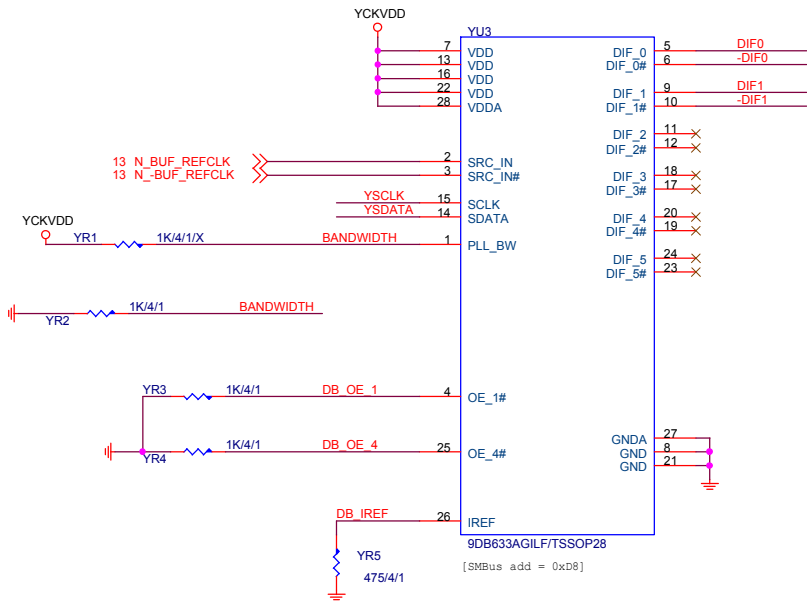 YCKVDD
YU3
7 VDD
13 VDD
16 VDD
22 VDD
28 VDDA
DIF_0 5 DIF0
DIF_0# 6 -DIF0
DIF_1 9 DIF1
DIF_1# 10 -DIF1
DIF_2 11
DIF_2# 12
13 N_BUF_REFCLK 2 SRC_IN
13 N_-BUF_REFCLK 3 SRC_IN#
DIF_3 18
DIF_3# 17
YSCLK 15 SCLK
YSDATA 14 SDATA
DIF_4 20
DIF_4# 19
YCKVDD
YR1 1K/4/1/X BANDWIDTH 1 PLL_BW
DIF_5 24
DIF_5# 23
YR2 1K/4/1 BANDWIDTH
YR3 1K/4/1 DB_OE_1 4 OE_1#
YR4 1K/4/1 DB_OE_4 25 OE_4#
GNDA 27
GND 8
GND 21
DB_IREF 26 IREF
YR5
475/4/1
9DB633AGILF/TSSOP28
[SMBus add = 0xD8]